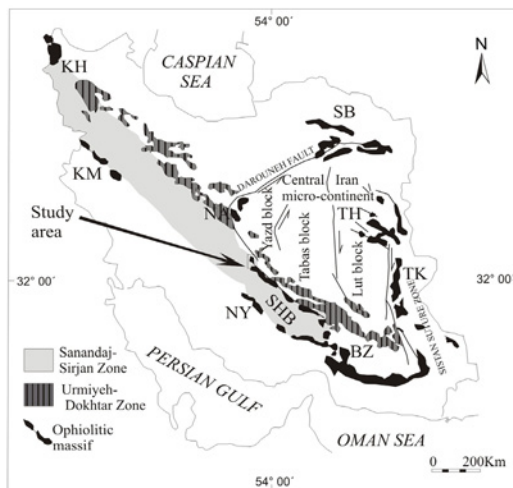 54° 00'
CASPIAN
SEA
N
KH
SB
DAROUNEH FAULT
KM
Central Iran
micro-continent
NA
TH
Study
area
Yazd block
Tabas block
Lut block
32° 00'
32° 00'
TK
SISTAN SUTURE ZONE
NY
SHB
BZ
PERSIAN GULF
Sanandaj-
Sirjan Zone
Urmiyeh-
Dokhtar Zone
Ophiolitic
massif
OMAN SEA
0 200Km
54° 00'